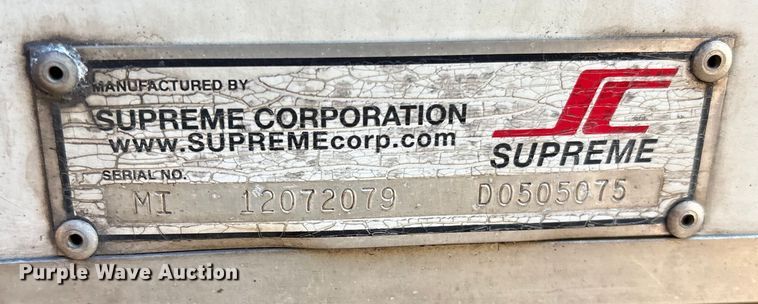 MANUFACTURED BY
SUPREME CORPORATION
www.SUPREMEcorp.com
SC
SUPREME
SERIAL NO.
MI 12072079 D0505075
Purple Wave Auction